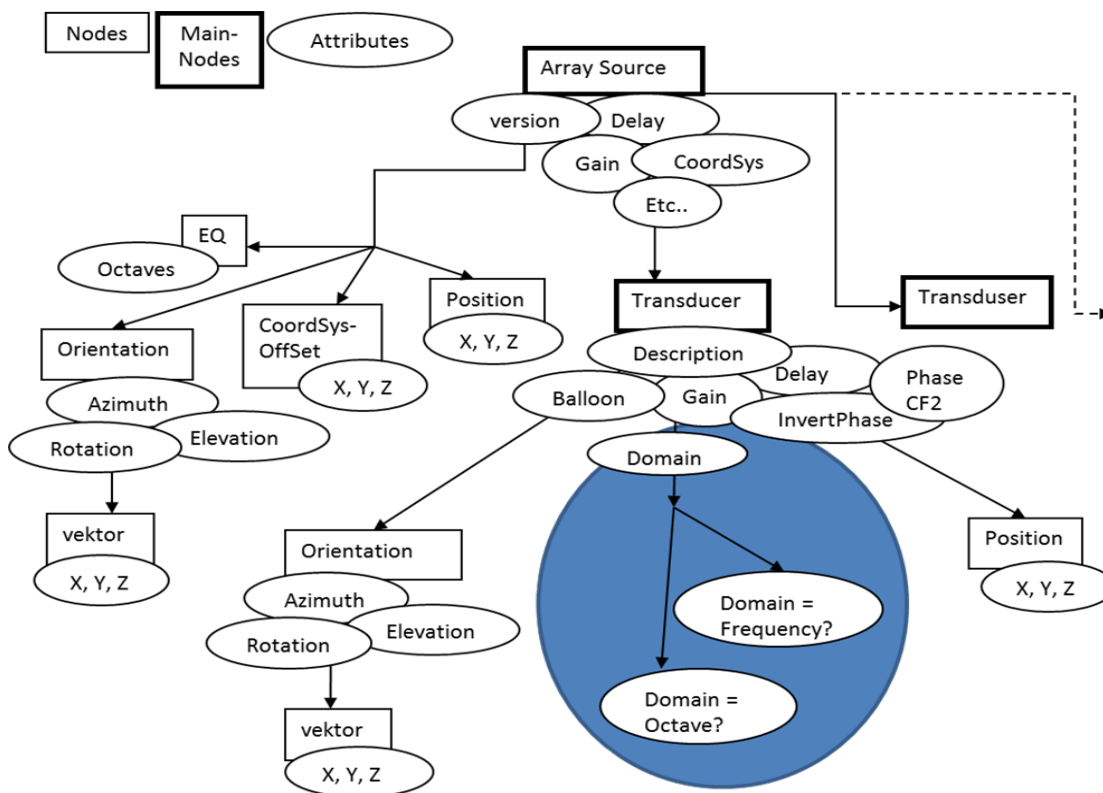 Nodes
Main-
Nodes
Attributes
Array Source
version
Delay
Gain
CoordSys
Etc..
EQ
Octaves
Position
X, Y, Z
CoordSys-
OffSet
X, Y, Z
Orientation
Azimuth
Elevation
Rotation
vektor
X, Y, Z
Transducer
Description
Delay
Phase
CF2
Balloon
Gain
InvertPhase
Domain
Transduser
Orientation
Azimuth
Elevation
Rotation
vektor
X, Y, Z
Domain =
Frequency?
Domain =
Octave?
Position
X, Y, Z